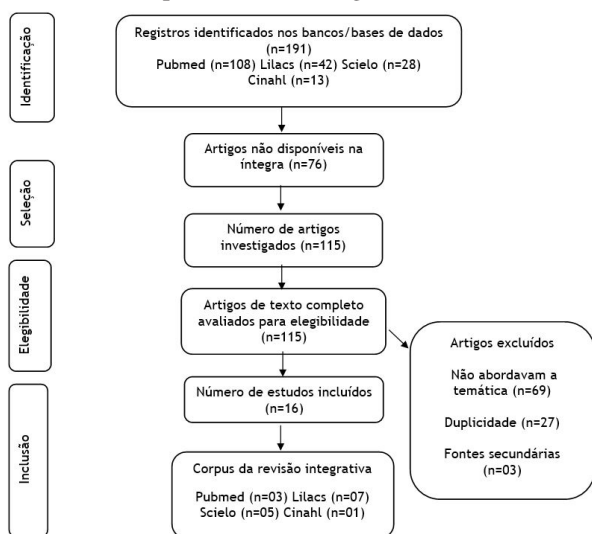 Identificação
Registros identificados nos bancos/bases de dados
(n=191)
Pubmed (n=108) Lilacs (n=42) Scielo (n=28)
Cinahl (n=13)
Artigos não disponíveis na
íntegra (n=76)
Seleção
Número de artigos
investigados (n=115)
Elegibilidade
Artigos de texto completo
avaliados para elegibilidade
(n=115)
Artigos excluídos
Não abordavam a
temática (n=69)
Duplicidade (n=27)
Fontes secundárias
(n=03)
Número de estudos incluídos
(n=16)
Inclusão
Corpus da revisão integrativa
Pubmed (n=03) Lilacs (n=07)
Scielo (n=05) Cinahl (n=01)